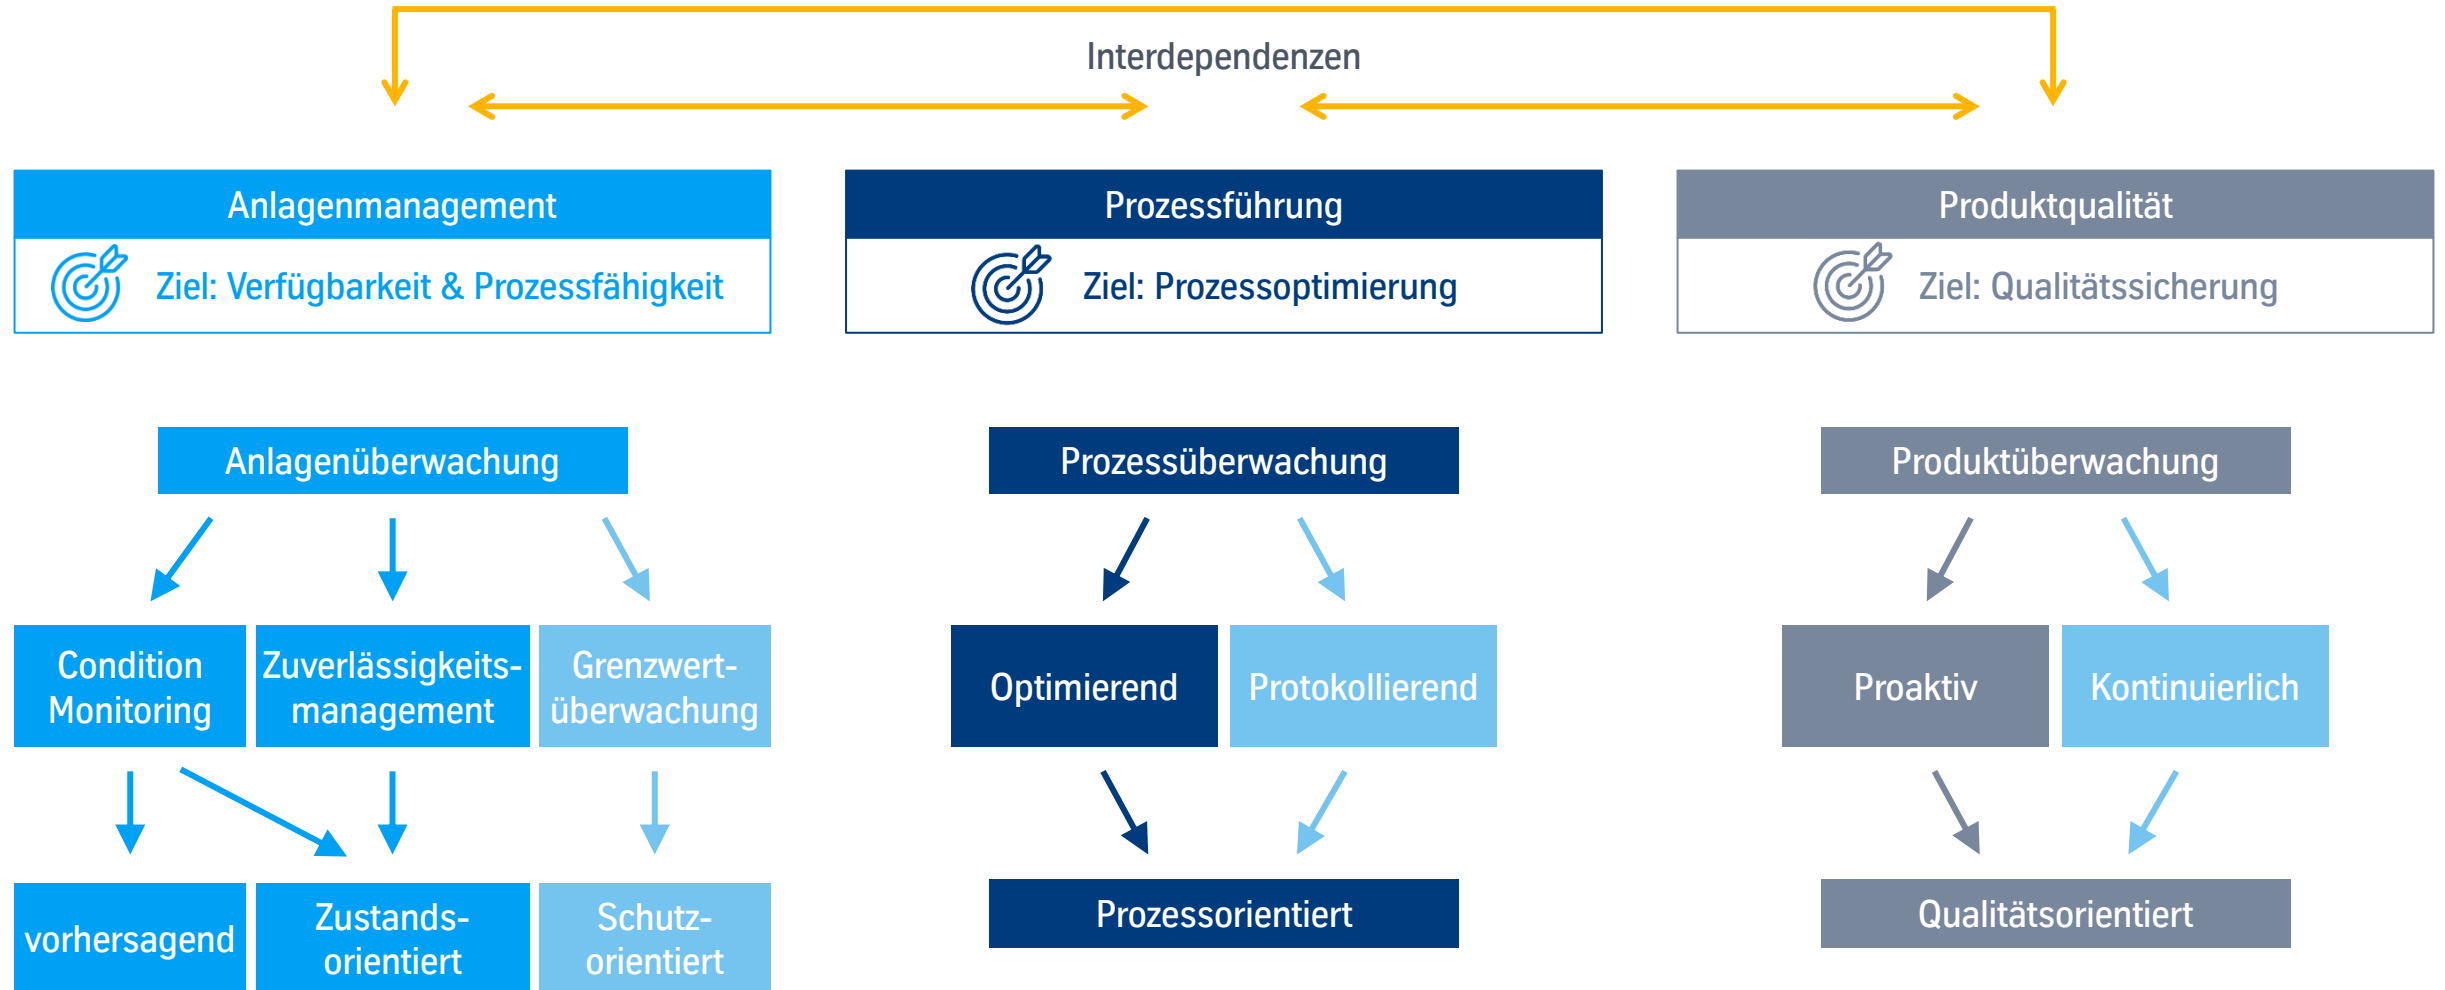 Interdependenzen
Anlagenmanagement
Ziel: Verfügbarkeit & Prozessfähigkeit
Prozessführung
Ziel: Prozessoptimierung
Produktqualität
Ziel: Qualitätssicherung
Anlagenüberwachung
Condition
Monitoring
Zuverlässigkeits-
management
Grenzwert-
überwachung
vorhersagend
Zustands-
orientiert
Schutz-
orientiert
Prozessüberwachung
Optimierend
Protokollierend
Prozessorientiert
Produktüberwachung
Proaktiv
Kontinuierlich
Qualitätsorientiert